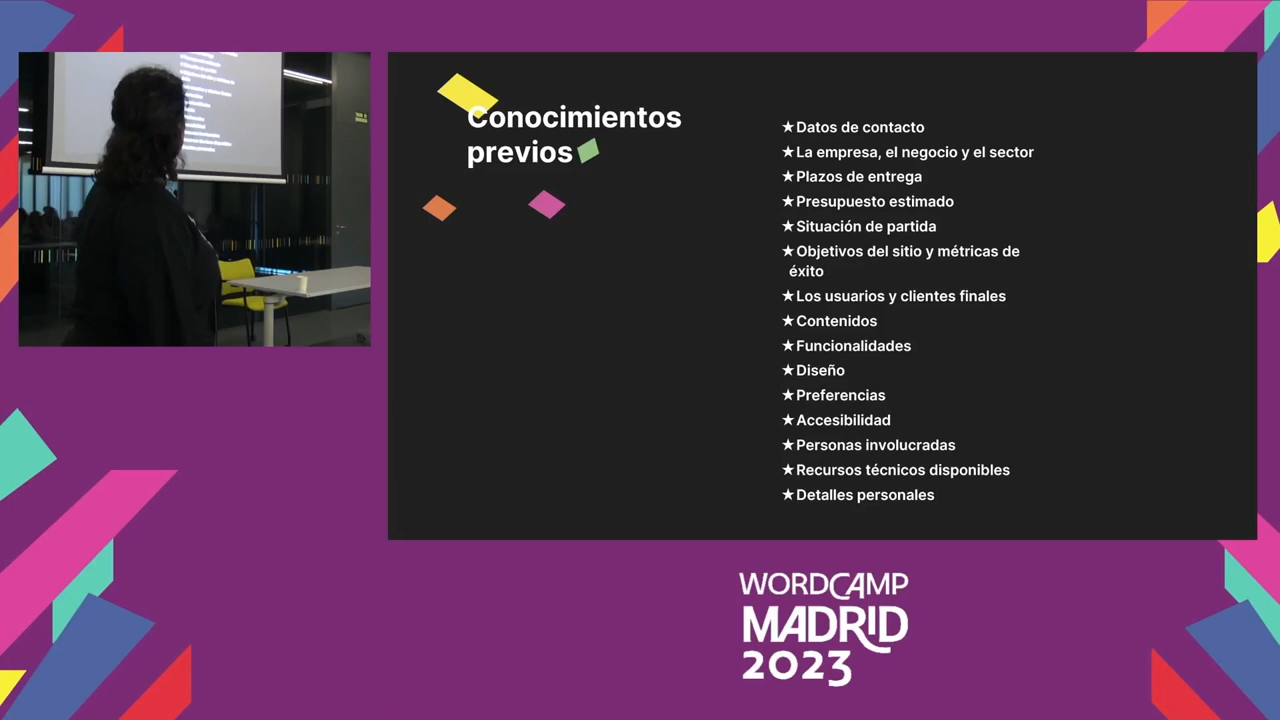 Conocimientos
previos
★Datos de contacto
★La empresa, el negocio y el sector
★Plazos de entrega
★Presupuesto estimado
★Situación de partida
★Objetivos del sitio y métricas de
éxito
★Los usuarios y clientes finales
★Contenidos
★Funcionalidades
★Diseño
★Preferencias
★Accesibilidad
★Personas involucradas
★Recursos técnicos disponibles
★Detalles personales
WORDCAMP
MADRID
2023